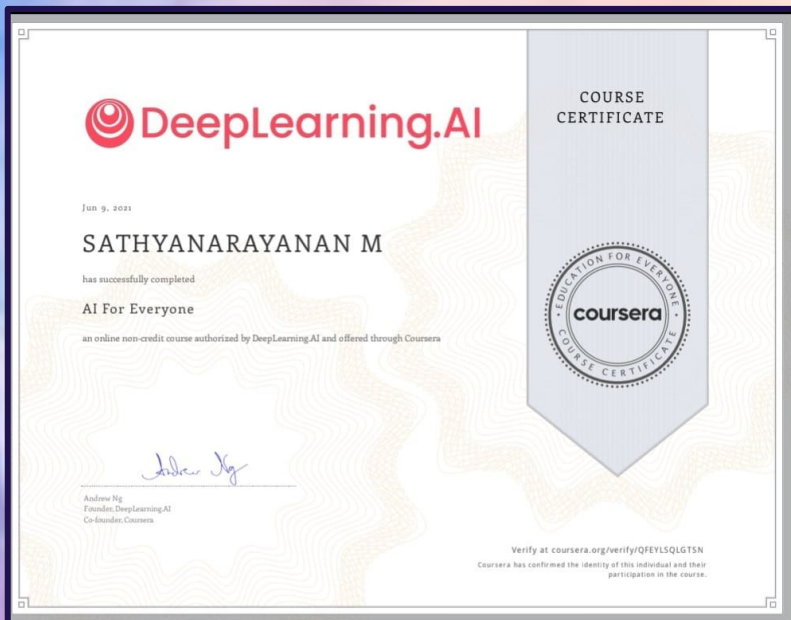 DeepLearning.AI
COURSE
CERTIFICATE
Jun 9, 2021
SATHYANARAYANAN M
has successfully completed
AI For Everyone
an online non-credit course authorized by DeepLearning.AI and offered through Coursera
EDUCATION FOR EVERYONE
coursera
COURSE CERTIFICATE
Andrew Ng
Andrew Ng
Founder, DeepLearning.AI
Co-founder, Coursera
Verify at coursera.org/verify/QFEYLSQLGTSN
Coursera has confirmed the identity of this individual and their
participation in the course.